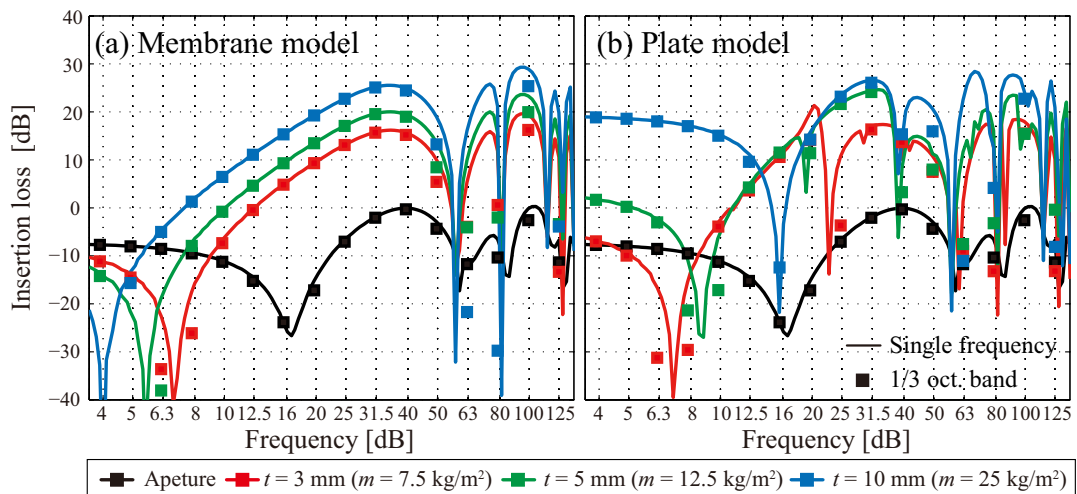 (a) Membrane model
(b) Plate model
Insertion loss [dB]
40
30
20
10
0
−10
−20
−30
−40
4 5 6.3 8 10 12.5 16 20 25 31.5 40 50 63 80 100 125
4 5 6.3 8 10 12.5 16 20 25 31.5 40 50 63 80 100 125
Frequency [dB]
Frequency [dB]
Single frequency
1/3 oct. band
Apeture t = 3 mm (m = 7.5 kg/m²) t = 5 mm (m = 12.5 kg/m²) t = 10 mm (m = 25 kg/m²)